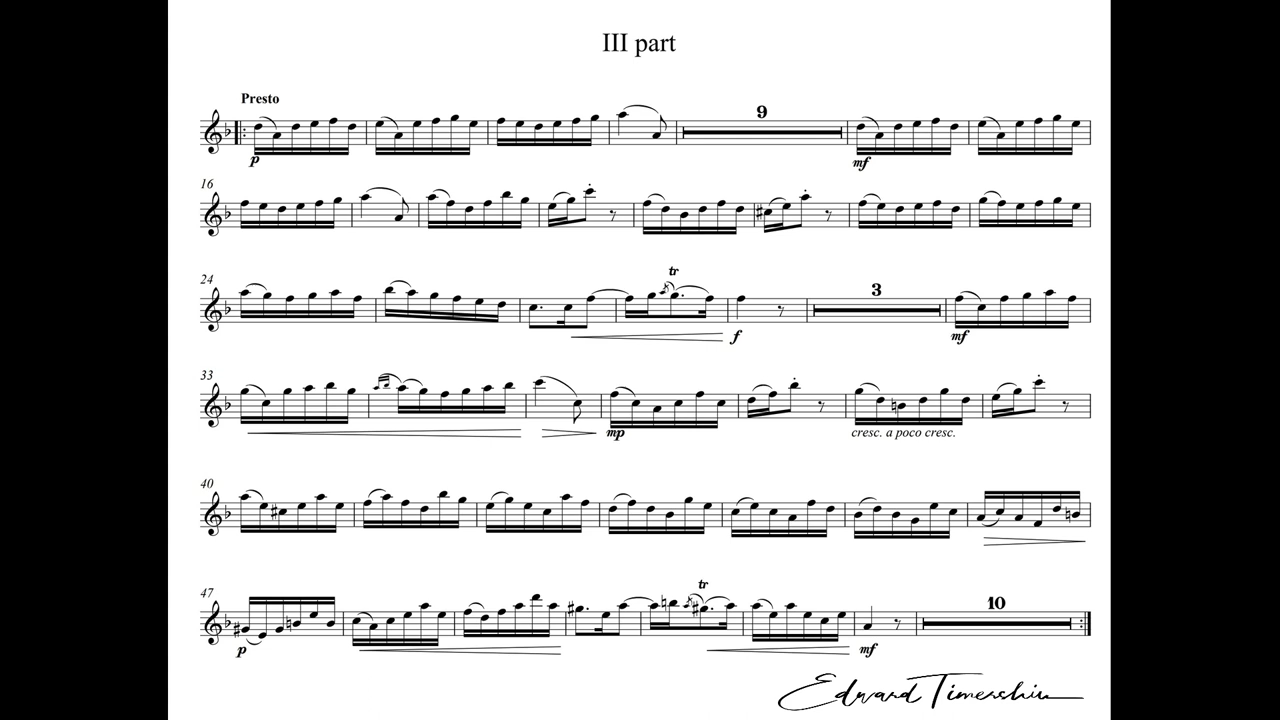 III part
Presto
9
p
mf
16
tr
24
3
f
mf
33
mp
cresc. a poco cresc.
40
tr
47
10
p
mf
Edward Timershin